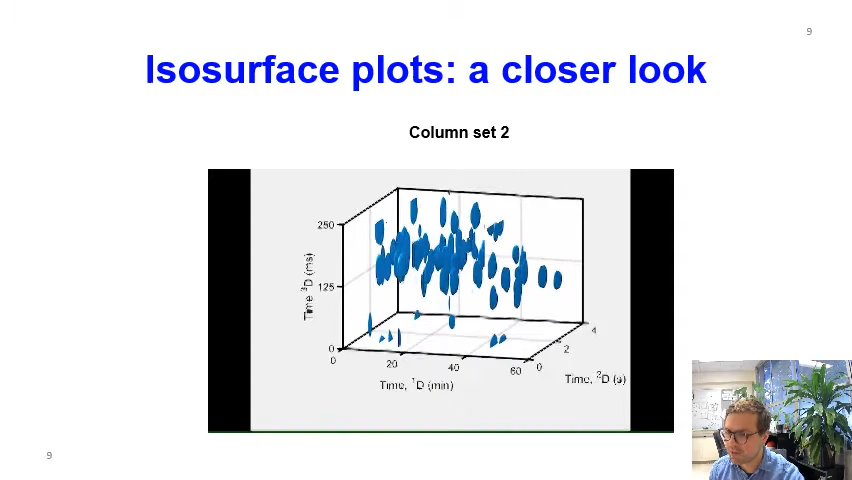 9
Isosurface plots: a closer look
Column set 2
250
125
0
Time ³D (ms)
0
20
40
60
Time, ¹D (min)
0
2
4
Time, ²D (s)
9